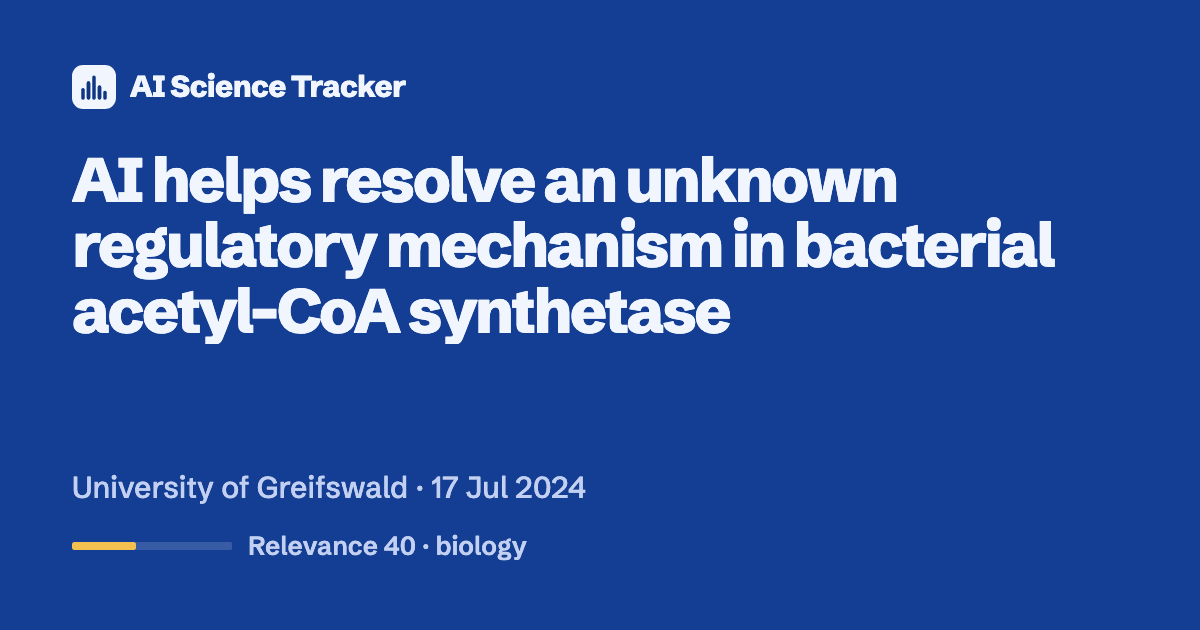 AI Science Tracker
AI helps resolve an unknown
regulatory mechanism in bacterial
acetyl-CoA synthetase
University of Greifswald · 17 Jul 2024
Relevance 40 · biology